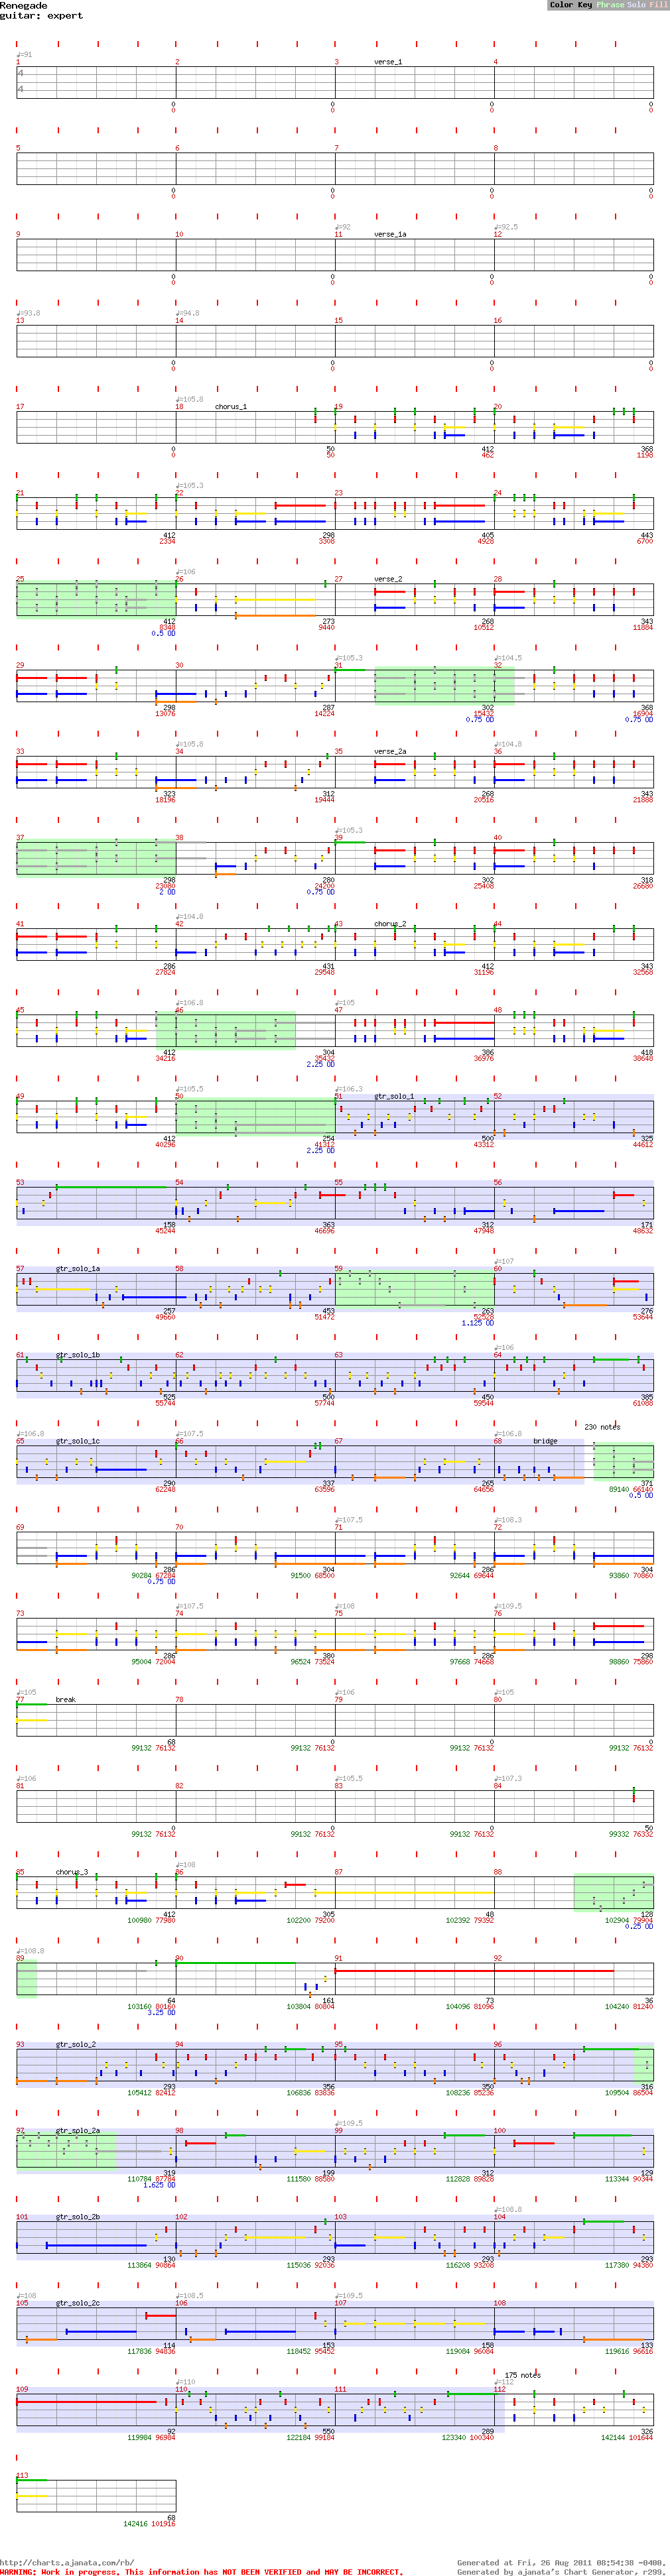 Renegade
guitar: expert
Color Key Phrase Solo Fill
♩=91
1 2 3 verse_1 4
4
4
0 0 0 0
0 0 0 0
5 6 7 8
0 0 0 0
0 0 0 0
♩=92 ♩=92.5
9 10 11 verse_1a 12
0 0 0 0
0 0 0 0
♩=93.8 ♩=94.8
13 14 15 16
0 0 0 0
0 0 0 0
♩=105.8
17 18 chorus_1 19 20
0 50 412 368
0 50 462 1198
♩=105.3
21 22 23 24
412 298 405 443
2334 3308 4928 6700
♩=106
25 26 27 verse_2 28
412 273 268 343
8348 9440 10512 11884
0.5 OD
♩=105.3 ♩=104.5
29 30 31 32
298 287 302 368
13076 14224 15432 16904
0.75 OD 0.75 OD
♩=105.8 ♩=104.8
33 34 35 verse_2a 36
323 312 268 343
18196 19444 20516 21888
♩=105.3
37 38 39 40
298 280 302 318
23080 24200 25408 26680
2 OD 0.75 OD
♩=104.8
41 42 43 chorus_2 44
286 431 412 343
27824 29548 31196 32568
♩=106.8 ♩=105
45 46 47 48
412 304 386 418
34216 35432 36976 38648
2.25 OD
♩=105.5 ♩=106.3
49 50 51 gtr_solo_1 52
412 254 500 325
40296 41312 43312 44612
2.25 OD
53 54 55 56
158 363 312 171
45244 46696 47948 48632
♩=107
57 gtr_solo_1a 58 59 60
257 453 263 276
49660 51472 52528 53644
1.125 OD
♩=106
61 gtr_solo_1b 62 63 64
525 500 450 385
55744 57744 59544 61088
230 notes
♩=106.8 ♩=107.5 ♩=106.8
65 gtr_solo_1c 66 67 68 bridge
290 337 265 371
62248 63596 64656 89140 66140
0.5 OD
♩=107.5 ♩=108.3
69 70 71 72
286 304 286 304
90284 67284 91500 68500 92644 69644 93860 70860
0.75 OD
♩=107.5 ♩=108 ♩=109.5
73 74 75 76
286 380 286 298
95004 72004 96524 73524 97668 74668 98860 75860
♩=105 ♩=106 ♩=105
77 break 78 79 80
68 0 0 0
99132 76132 99132 76132 99132 76132 99132 76132
♩=106 ♩=105.5 ♩=107.3
81 82 83 84
0 0 0 50
99132 76132 99132 76132 99132 76132 99332 76332
♩=108
85 chorus_3 86 87 88
412 305 48 128
100980 77980 102200 79200 102392 79392 102904 79904
0.25 OD
♩=108.8
89 90 91 92
64 161 73 36
103160 80160 103804 80804 104096 81096 104240 81240
3.25 OD
93 gtr_solo_2 94 95 96
293 356 350 316
105412 82412 106836 83836 108236 85236 109504 86504
♩=109.5
97 gtr_solo_2a 98 99 100
319 199 312 129
110784 87784 111580 88580 112828 89828 113344 90344
1.625 OD
♩=108.8
101 gtr_solo_2b 102 103 104
130 293 293 293
113864 90864 115036 92036 116208 93208 117380 94380
♩=108 ♩=108.5 ♩=109.5
105 gtr_solo_2c 106 107 108
114 153 158 133
117836 94836 118452 95452 119084 96084 119616 96616
175 notes
♩=110 ♩=112
109 110 111 112
92 550 289 326
119984 96984 122184 99184 123340 100340 142144 101644
113
68
142416 101916
http://charts.ajanata.com/rb/ Generated at Fri, 26 Aug 2011 08:54:38 -0400.
WARNING: Work in progress. This information has NOT BEEN VERIFIED and MAY BE INCORRECT. Generated by ajanata's Chart Generator, r299.